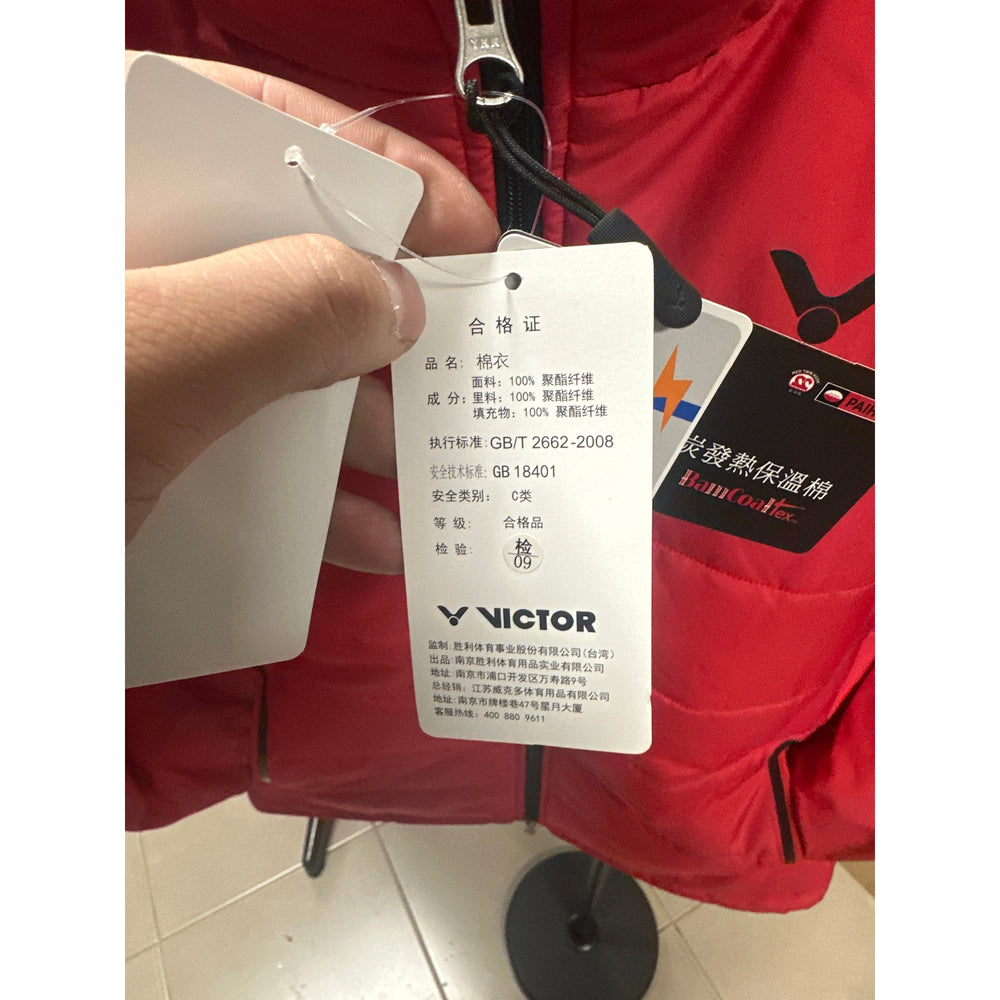 YKK
合格证
品 名: 棉衣
面料: 100% 聚酯纤维
成 分: 里料: 100% 聚酯纤维
填充物: 100% 聚酯纤维
执行标准: GB/T 2662-2008
安全技术标准: GB 18401
安全类别: C类
等 级: 合格品
检 验: 检
09
VICTOR
监制: 胜利体育事业股份有限公司(台湾)
出品: 南京胜利体育用品实业有限公司
地址: 南京市浦口开发区万寿路9号
总经销: 江苏威克多体育用品有限公司
地址: 南京市牌楼巷47号星月大厦
客服热线: 400 880 9611
PAIH
炭發熱保溫棉
BamCoalTex